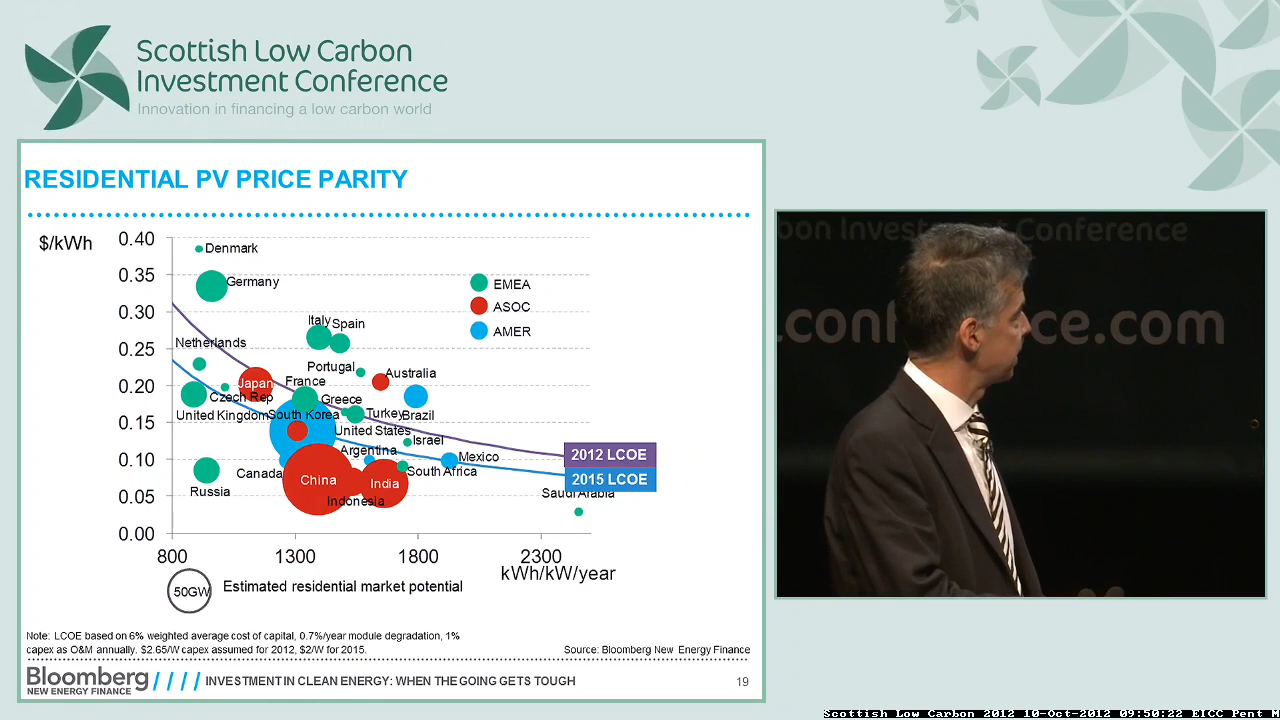 Scottish Low Carbon
Investment Conference
Innovation in financing a low carbon world
RESIDENTIAL PV PRICE PARITY
$/kWh
0.40
0.35
0.30
0.25
0.20
0.15
0.10
0.05
0.00
Denmark
Germany
Italy
Spain
Netherlands
Portugal
Australia
Japan
France
Czech Rep
Greece
United Kingdom
South Korea
Turkey
Brazil
United States
Israel
Argentina
Mexico
Canada
South Africa
China
India
Russia
Indonesia
Saudi Arabia
EMEA
ASOC
AMER
2012 LCOE
2015 LCOE
800
1300
1800
2300
kWh/kW/year
50GW
Estimated residential market potential
Note: LCOE based on 6% weighted average cost of capital, 0.7%/year module degradation, 1%
capex as O&M annually. $2.65/W capex assumed for 2012, $2/W for 2015.
Source: Bloomberg New Energy Finance
Bloomberg
NEW ENERGY FINANCE
INVESTMENT IN CLEAN ENERGY: WHEN THE GOING GETS TOUGH
19
bon Investment Conference
.conference.com
Scottish Low Carbon 2012 10-Oct-2012 09:50:22 EICC Pent M